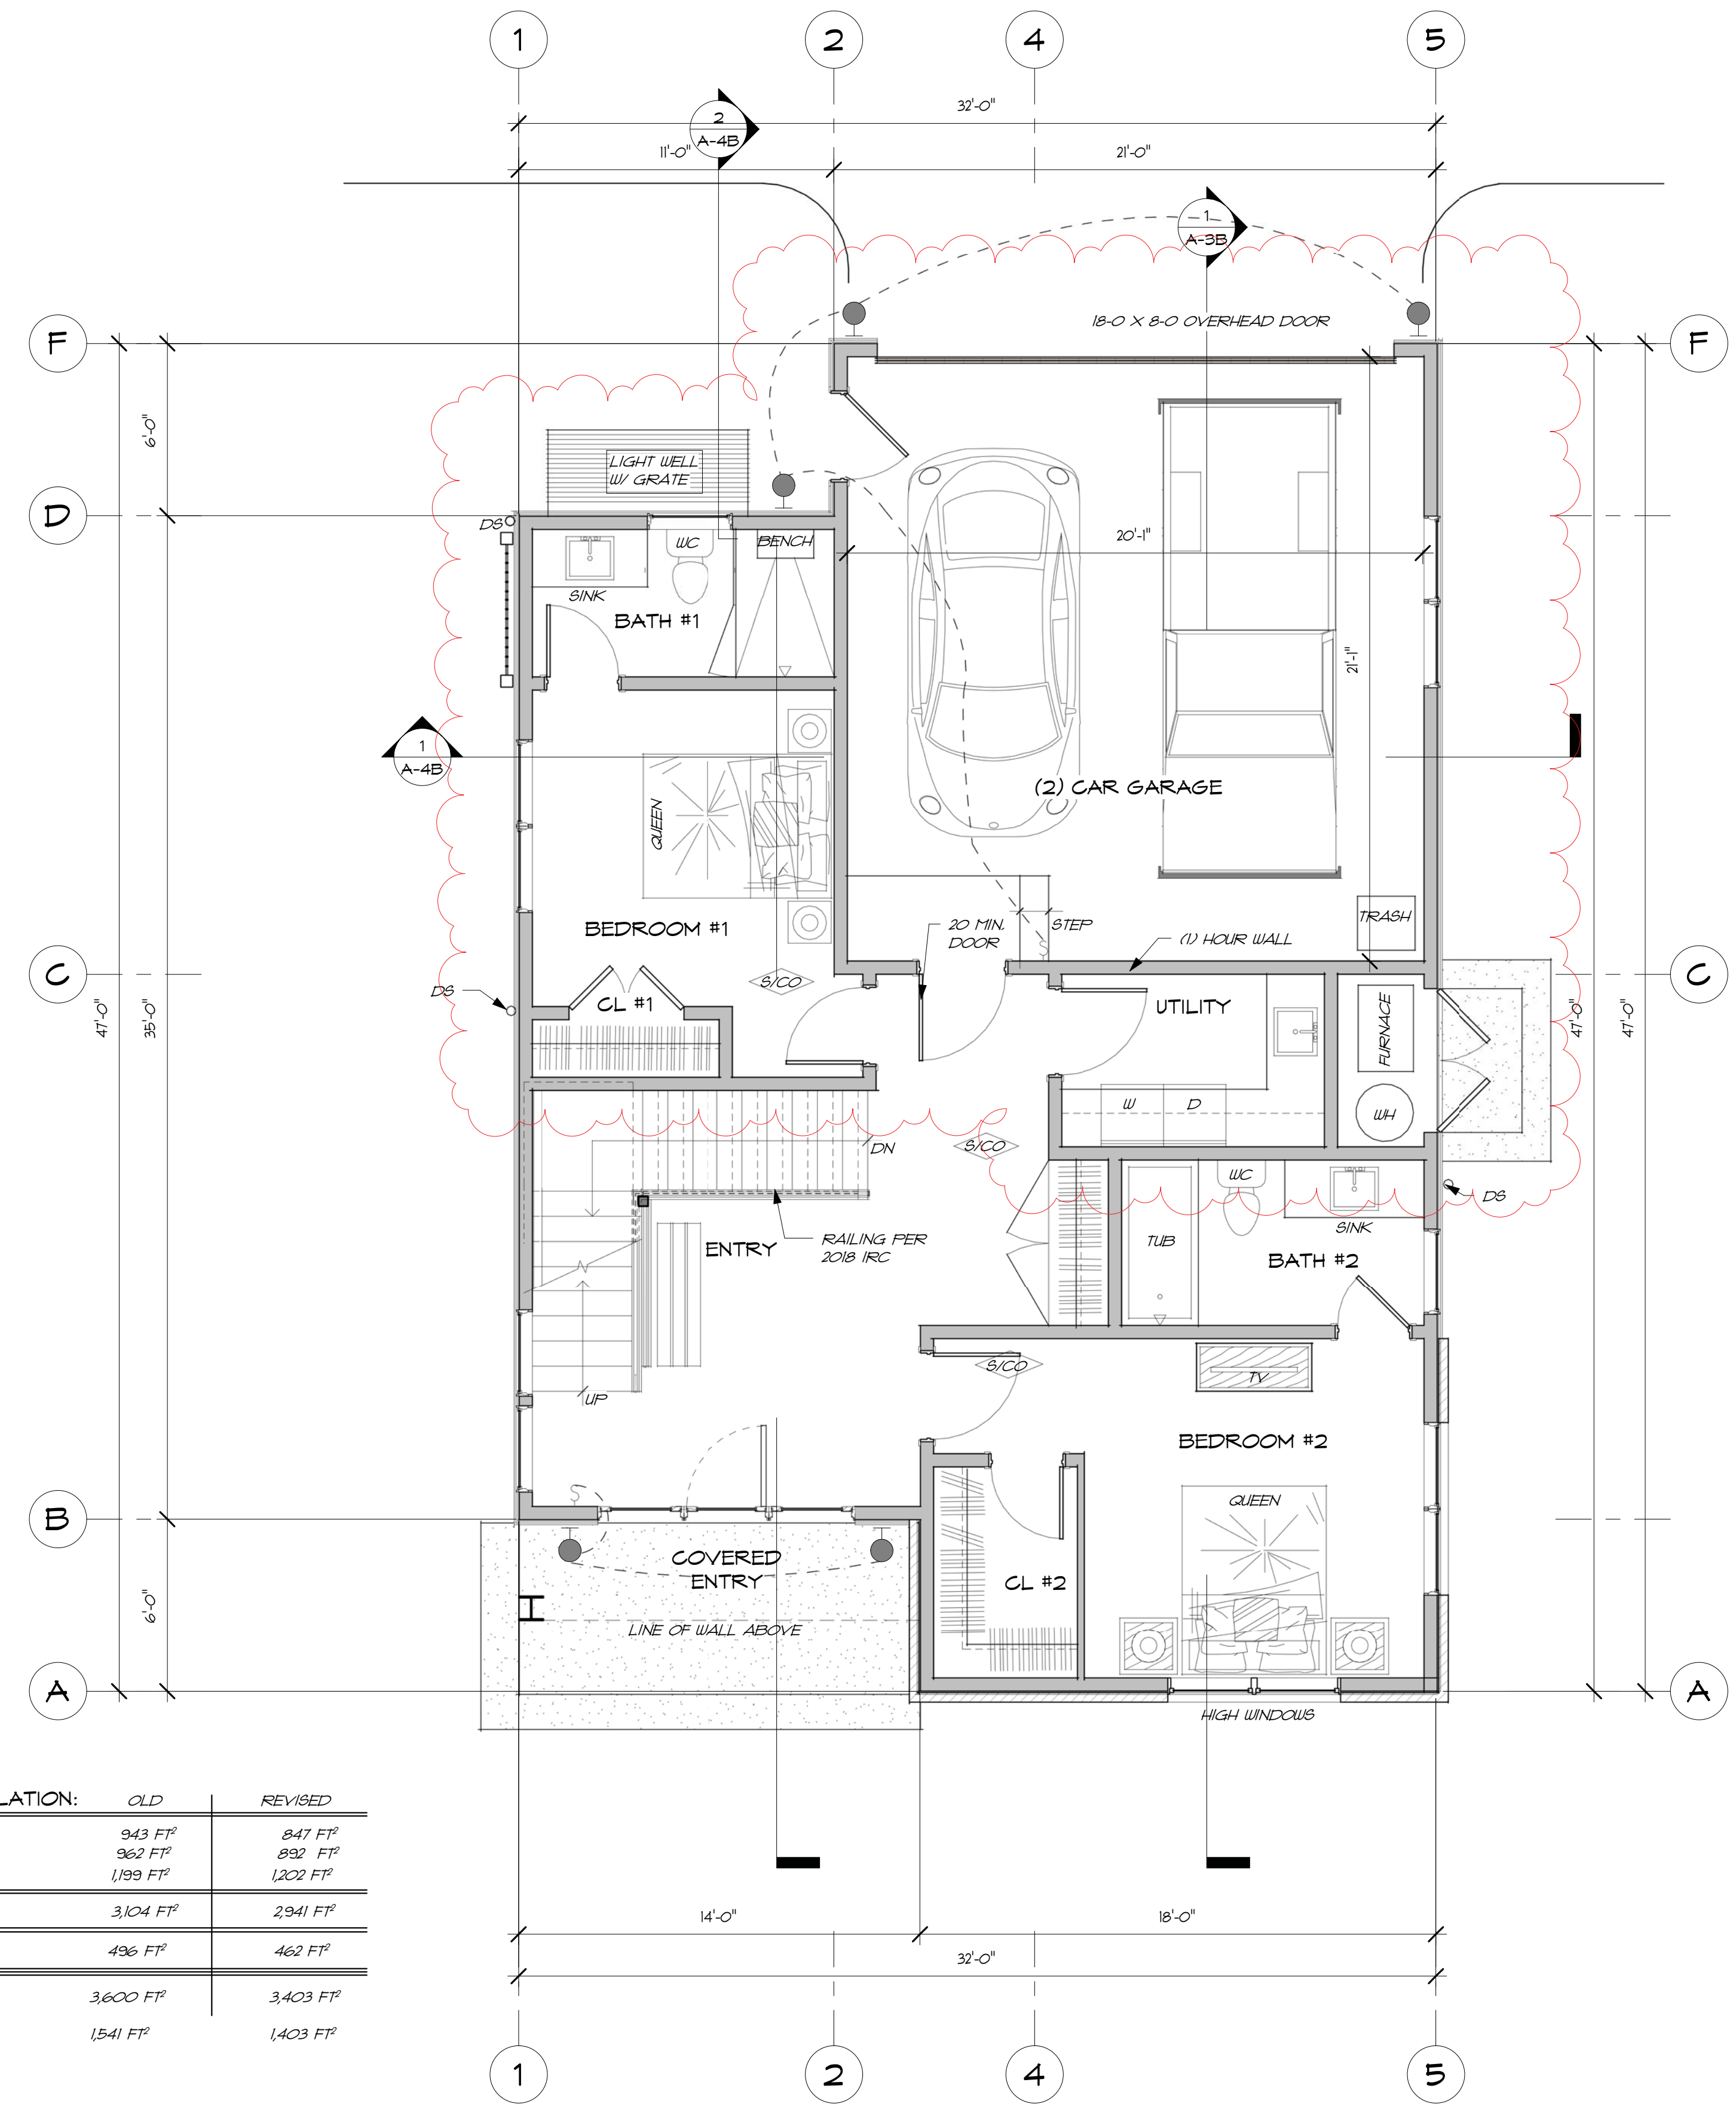 1
2
4
5
32'-0"
2
A-4B
11'-0"
21'-0"
1
A-3B
18-0 X 8-0 OVERHEAD DOOR
F
F
6'-0"
LIGHT WELL
W/ GRATE
D
DS
WC
BENCH
20'-1"
SINK
BATH #1
21'-1"
1
A-4B
(2) CAR GARAGE
QUEEN
TRASH
BEDROOM #1
20 MIN.
DOOR
S
STEP
(1) HOUR WALL
C
C
S/CO
DS
CL #1
UTILITY
FURNACE
47'-0"
35'-0"
47'-0"
47'-0"
W
D
WH
DN
S/CO
WC
DS
SINK
RAILING PER
2018 IRC
ENTRY
TUB
BATH #2
S/CO
TV
UP
BEDROOM #2
QUEEN
S
B
COVERED
ENTRY
CL #2
6'-0"
LINE OF WALL ABOVE
A
A
HIGH WINDOWS
LATION:
OLD
REVISED
943 FT²
847 FT²
962 FT²
892 FT²
1,199 FT²
1,202 FT²
3,104 FT²
2,941 FT²
496 FT²
462 FT²
3,600 FT²
3,403 FT²
1,541 FT²
1,403 FT²
14'-0"
18'-0"
32'-0"
1
2
4
5